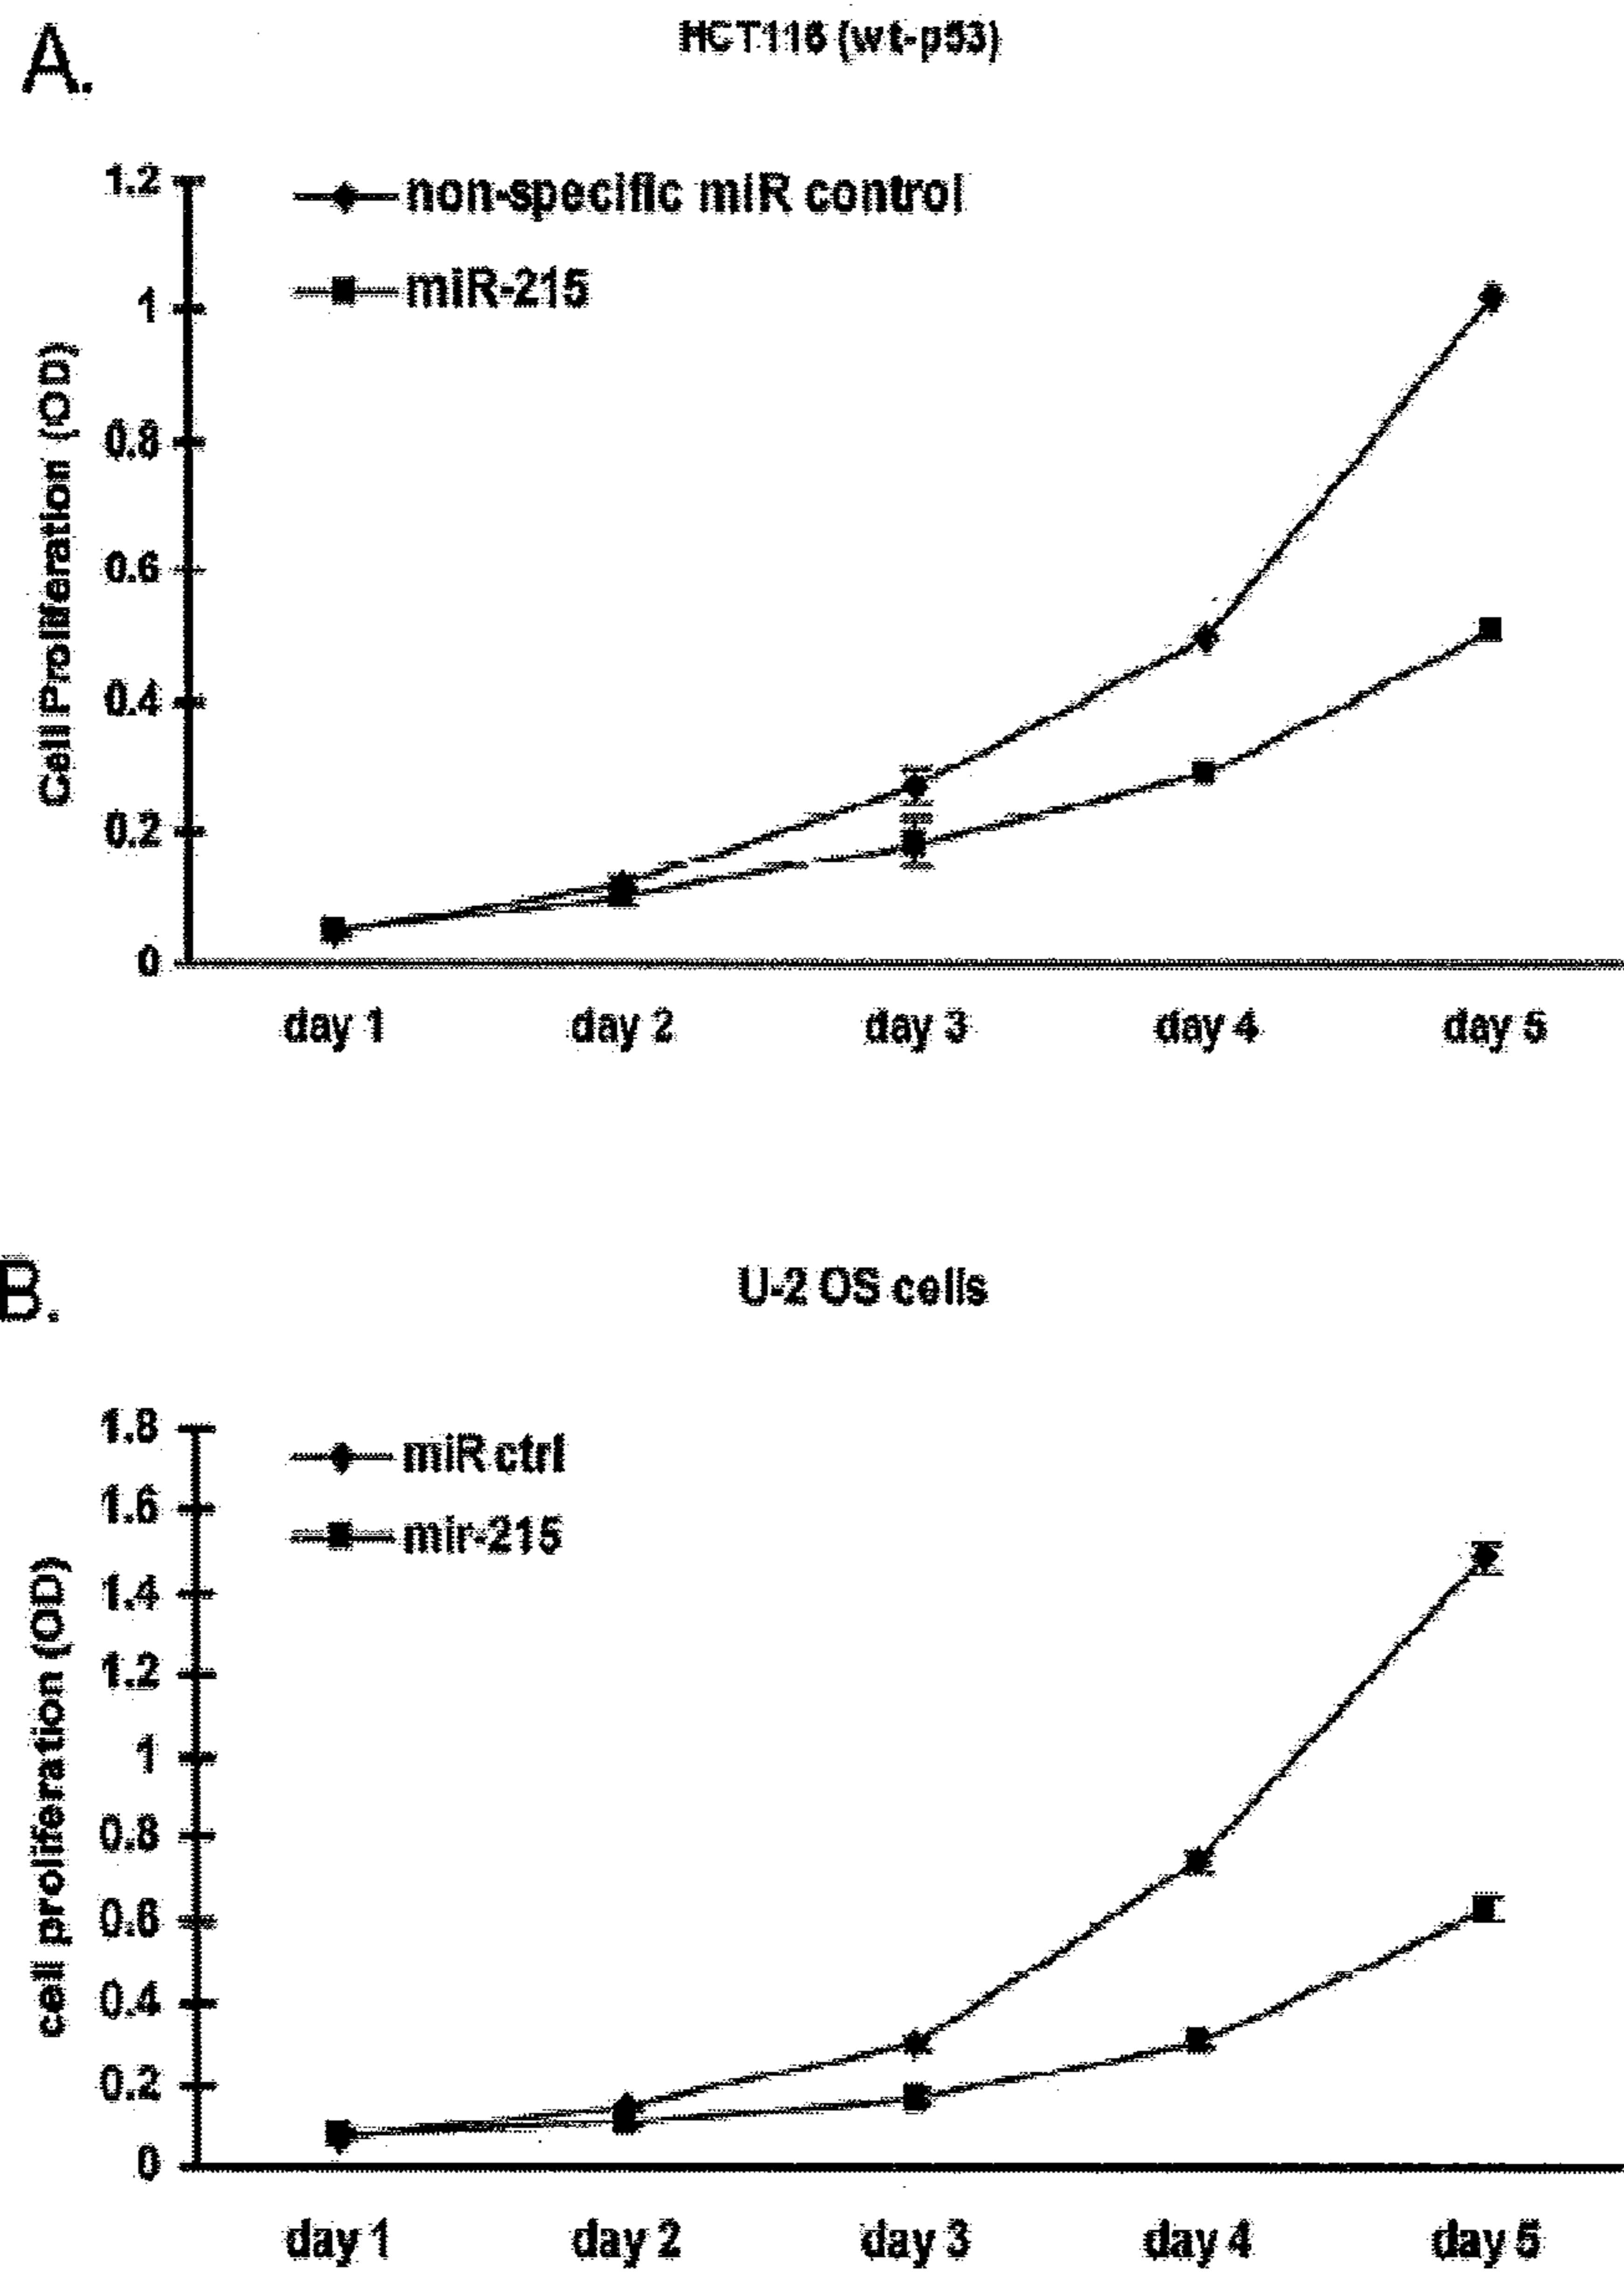 A.
HCT116 (wt-p53)
1.2
non-specific miR control
1
miR-215
0.8
0.6
0.4
0.2
0
Cell Proliferation (OD)
day 1 day 2 day 3 day 4 day 5
B.
U-2 OS cells
1.8
miR ctrl
1.6
mir-215
1.4
1.2
1
0.8
0.6
0.4
0.2
0
cell proliferation (OD)
day 1 day 2 day 3 day 4 day 5